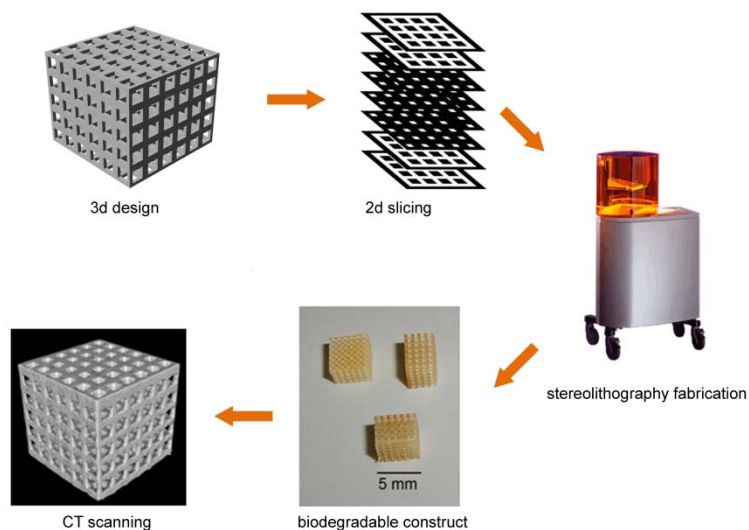 3d design
2d slicing
stereolithography fabrication
5 mm
CT scanning
biodegradable construct